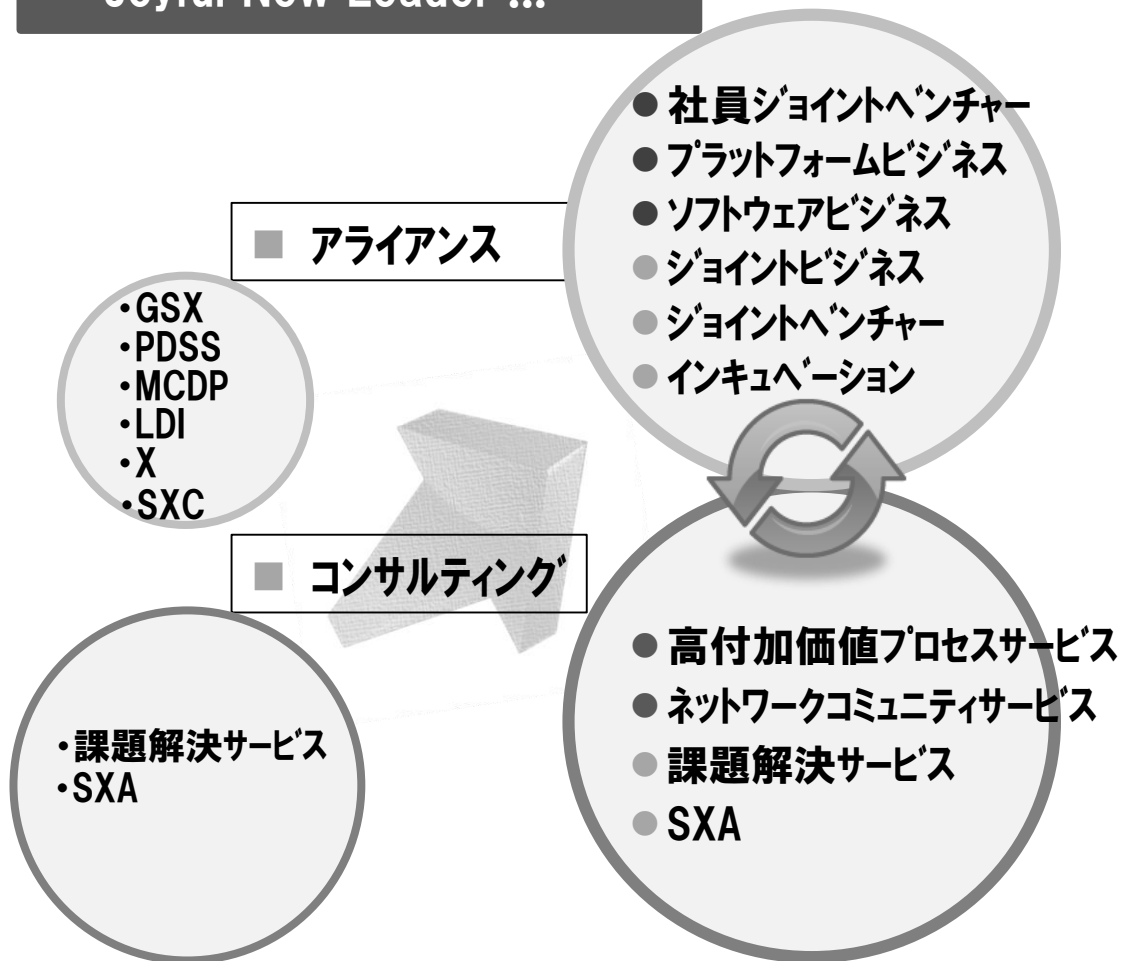 Joyful New Leader ...
■ アライアンス
・GSX
・PDSS
・MCDP
・LDI
・X
・SXC
● 社員ジョイントベンチャー
● プラットフォームビジネス
● ソフトウェアビジネス
● ジョイントビジネス
● ジョイントベンチャー
● インキュベーション
■ コンサルティング
・課題解決サービス
・SXA
● 高付加価値プロセスサービス
● ネットワークコミュニティサービス
● 課題解決サービス
● SXA